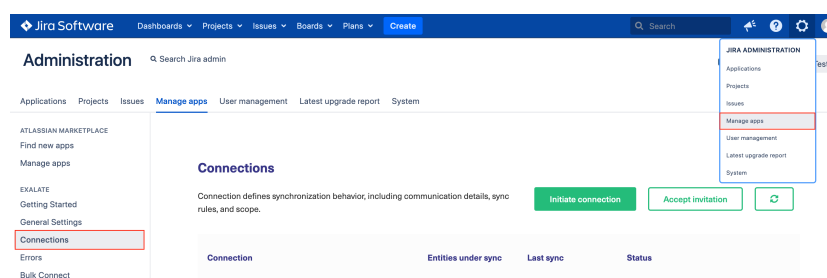 Jira Software Dashboards Projects Issues Boards Plans Create Search ?
Administration Search Jira admin
JIRA ADMINISTRATION
Applications
Projects
Issues
Manage apps
User management
Latest upgrade report
System
Test
Applications Projects Issues Manage apps User management Latest upgrade report System
ATLASSIAN MARKETPLACE
Find new apps
Manage apps
EXALATE
Getting Started
General Settings
Connections
Errors
Bulk Connect
Connections
Connection defines synchronization behavior, including communication details, sync
rules, and scope.
Initiate connection Accept invitation
Connection Entities under sync Last sync Status